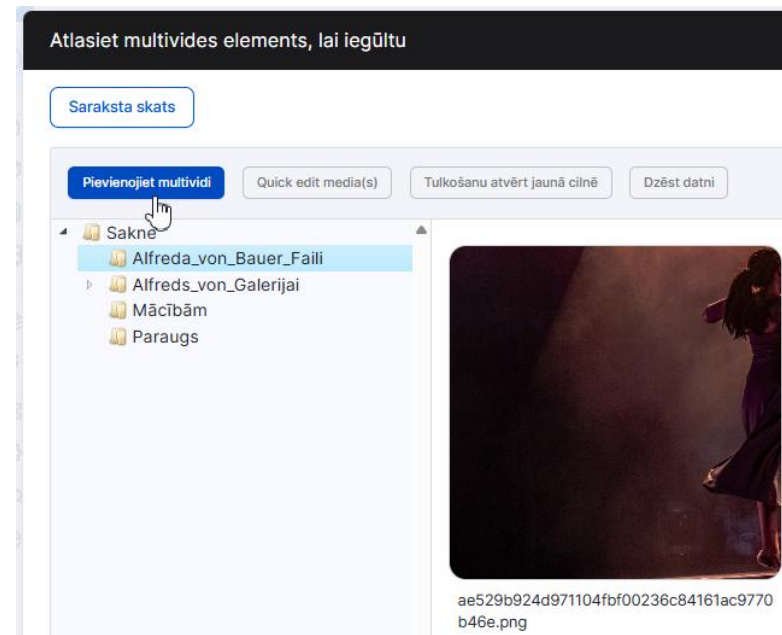 Atlasiet multivides elements, lai iegūltu
Saraksta skats
Pievienojiet multividi
Quick edit media(s)
Tulkošanu atvērt jaunā cilnē
Dzēst datni
Sakne
Alfreda_von_Bauer_Faili
Alfreds_von_Galerijai
Mācībām
Paraugs
ae529b924d971104fbf00236c84161ac9770
b46e.png